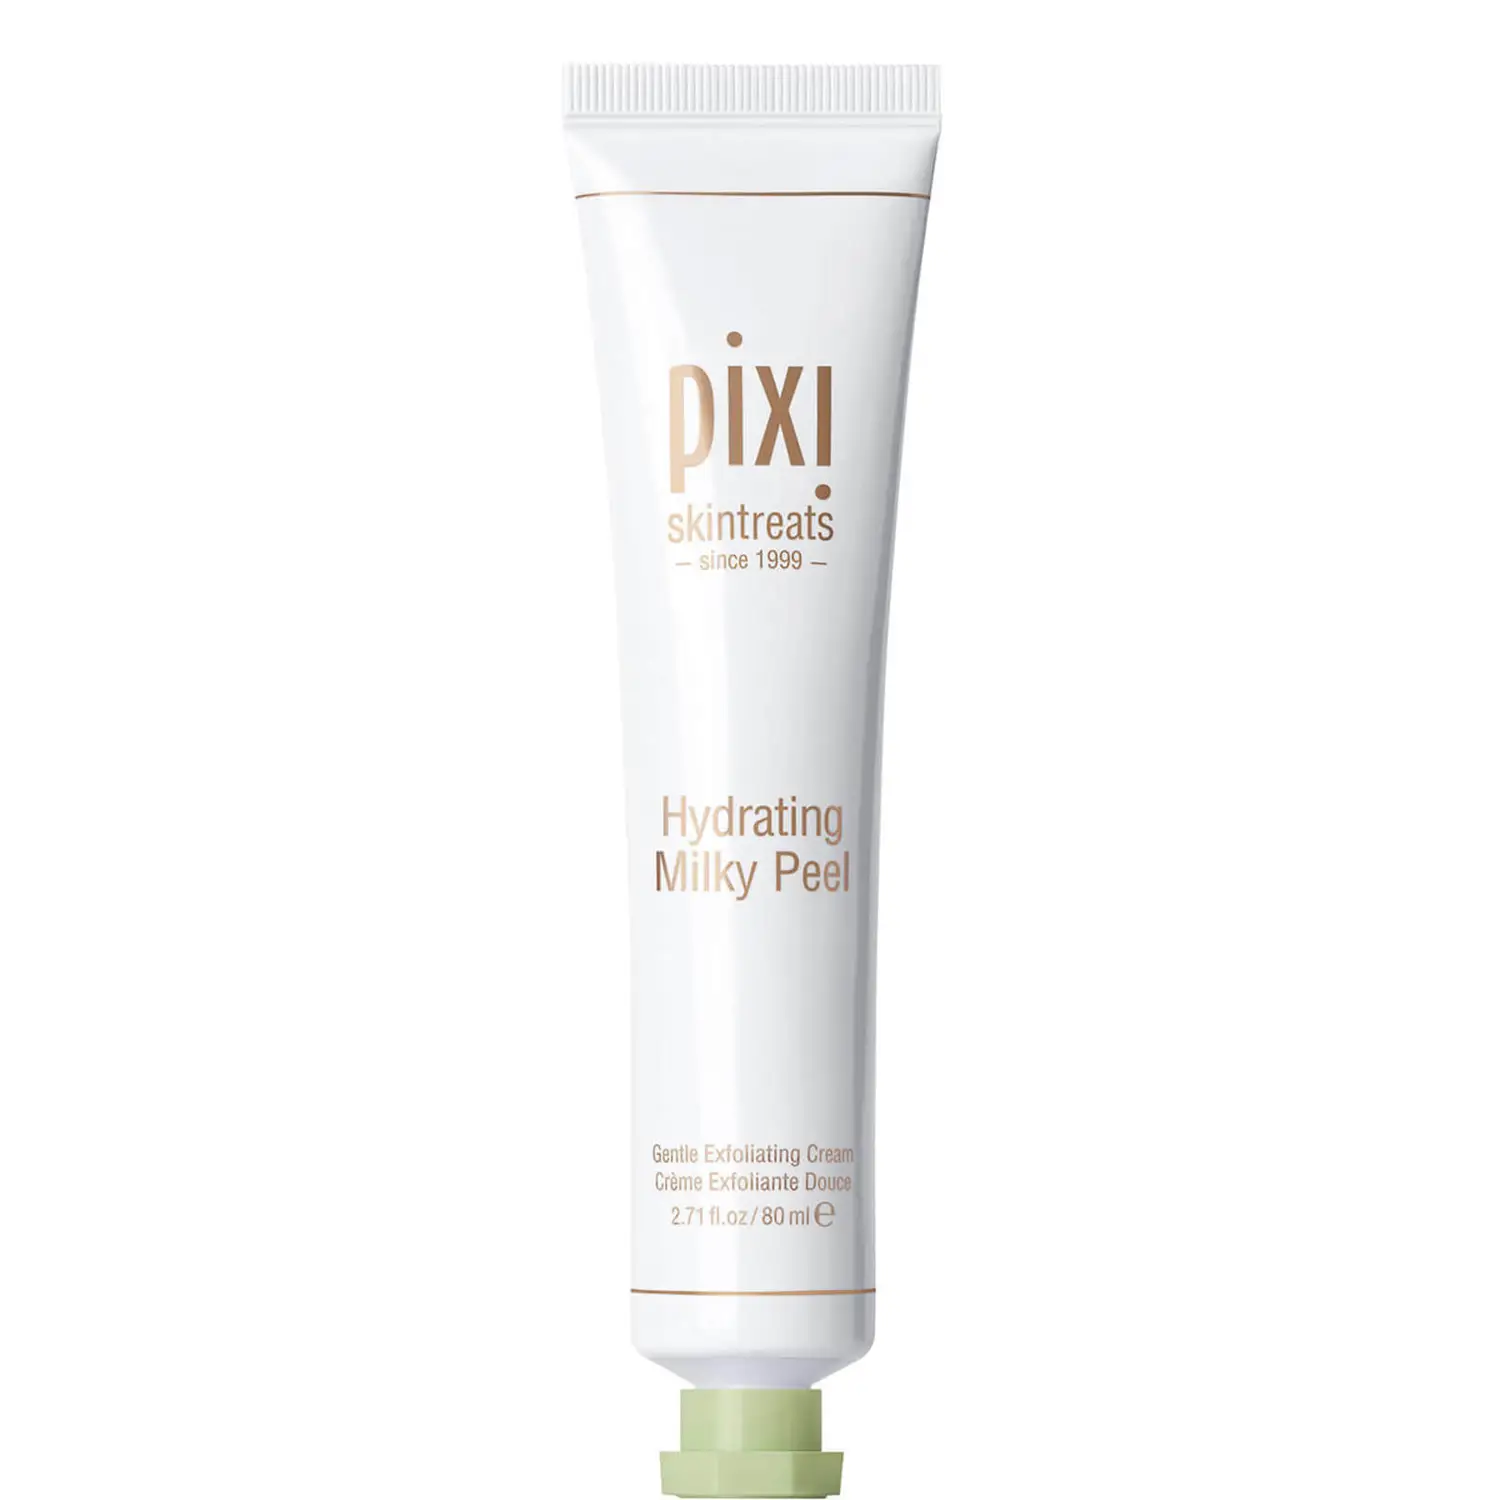 pixi
skintreats
– since 1999 –
Hydrating
Milky Peel
Gentle Exfoliating Cream
Crème Exfoliante Douce
2.71 fl.oz / 80 ml ℮